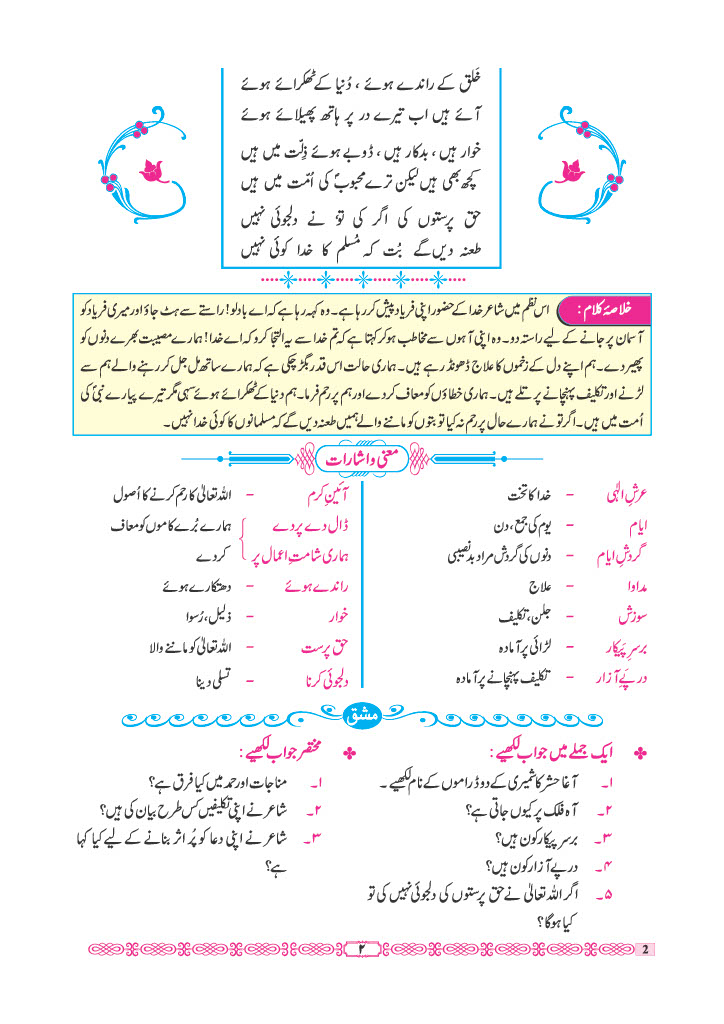 خَلق کے راندے ہوئے ، دُنیا کے ٹھکرائے ہوئے
آئے ہیں اب تیرے در پر ہاتھ پھیلائے ہوئے
خوار ہیں ، بدکار ہیں ، ڈوبے ہوئے ذِلّت میں ہیں
کچھ بھی ہیں لیکن ترے محبوبؐ کی اُمّت میں ہیں
حق پرستوں کی اگر کی توٗ نے دلجوئی نہیں
طعنہ دیں گے بُت کہ مُسلم کا خدا کوئی نہیں
خلاصۂ کلام : اس نظم میں شاعر خدا کے حضور اپنی فریاد پیش کر رہا ہے۔ وہ کہہ رہا ہے کہ اے بادلو! راستے سے ہٹ جاؤ اور میری فریاد کو
آسمان پر جانے کے لیے راستہ دو۔ وہ اپنی آہوں سے مخاطب ہو کر کہتا ہے کہ تم خدا سے یہ التجا کرو کہ اے خدا! ہمارے مصیبت بھرے دنوں کو
پھیر دے۔ ہم اپنے دل کے زخموں کا علاج ڈھونڈ رہے ہیں۔ ہماری حالت اس قدر بگڑ چکی ہے کہ ہمارے ساتھ مل جل کر رہنے والے ہم سے
لڑنے اور تکلیف پہنچانے پر تلے ہیں۔ ہماری خطاؤں کو معاف کر دے اور ہم پر رحم فرما۔ ہم دنیا کے ٹھکرائے ہوئے سہی مگر تیرے پیارے نبیؐ کی
اُمت میں ہیں۔ اگر تو نے ہمارے حال پر رحم نہ کیا تو بتوں کو ماننے والے ہمیں طعنہ دیں گے کہ مسلمانوں کا کوئی خدا نہیں۔
معنی و اشارات
عرشِ الٰہی – خدا کا تخت
ایام – یوم کی جمع، دن
گردشِ ایام – دنوں کی گردش مراد بدنصیبی
مداوا – علاج
سوزش – جلن، تکلیف
برسرِ پیکار – لڑائی پر آمادہ
درپۓ آزار – تکلیف پہنچانے پر آمادہ
آئینِ کرم – اللہ تعالیٰ کا رحم کرنے کا اُصول
ڈال دے پردے ہمارے بُرے کاموں کو معاف
ہماری شامتِ اعمال پر کر دے
راندے ہوئے – دھتکارے ہوئے
خوار – ذلیل، رُسوا
حق پرست – اللہ تعالیٰ کو ماننے والا
دلجوئی کرنا – تسلی دینا
مشق
❖ ایک جملے میں جواب لکھیے :
۱۔ آغا حشر کاشمیری کے دو ڈراموں کے نام لکھیے ۔
۲۔ آہ فلک پر کیوں جاتی ہے؟
۳۔ برسرِ پیکار کون ہیں؟
۴۔ درپے آزار کون ہیں؟
۵۔ اگر اللہ تعالیٰ نے حق پرستوں کی دلجوئی نہیں کی تو
کیا ہوگا؟
❖ مختصر جواب لکھیے :
۱۔ مناجات اور حمد میں کیا فرق ہے؟
۲۔ شاعر نے اپنی تکلیفیں کس طرح بیان کی ہیں؟
۳۔ شاعر نے اپنی دعا کو پُر اثر بنانے کے لیے کیا کہا
ہے؟
۲
2